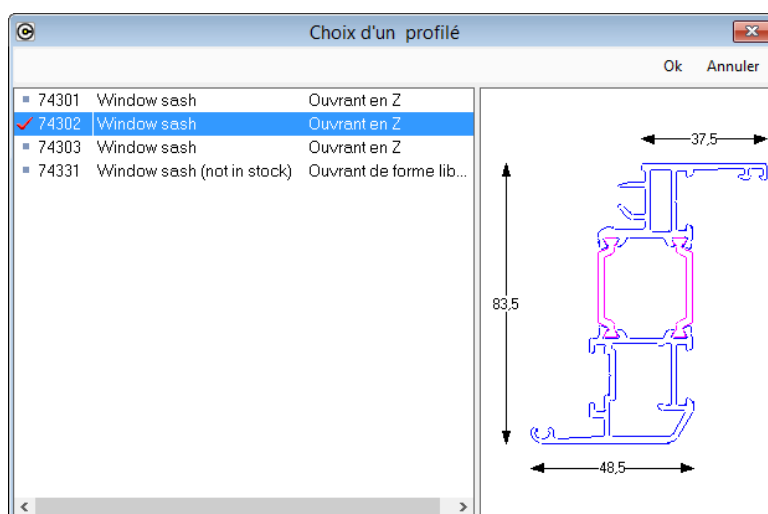 Choix d'un  profilé
Ok Annuler
74301 Window sash Ouvrant en Z
74302 Window sash Ouvrant en Z
74303 Window sash Ouvrant en Z
74331 Window sash (not in stock) Ouvrant de forme lib...
37,5
83,5
48,5